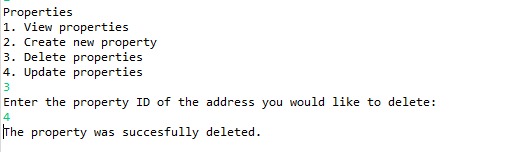 Properties
1. View properties
2. Create new property
3. Delete properties
4. Update properties
3
Enter the property ID of the address you would like to delete:
4
The property was succesfully deleted.